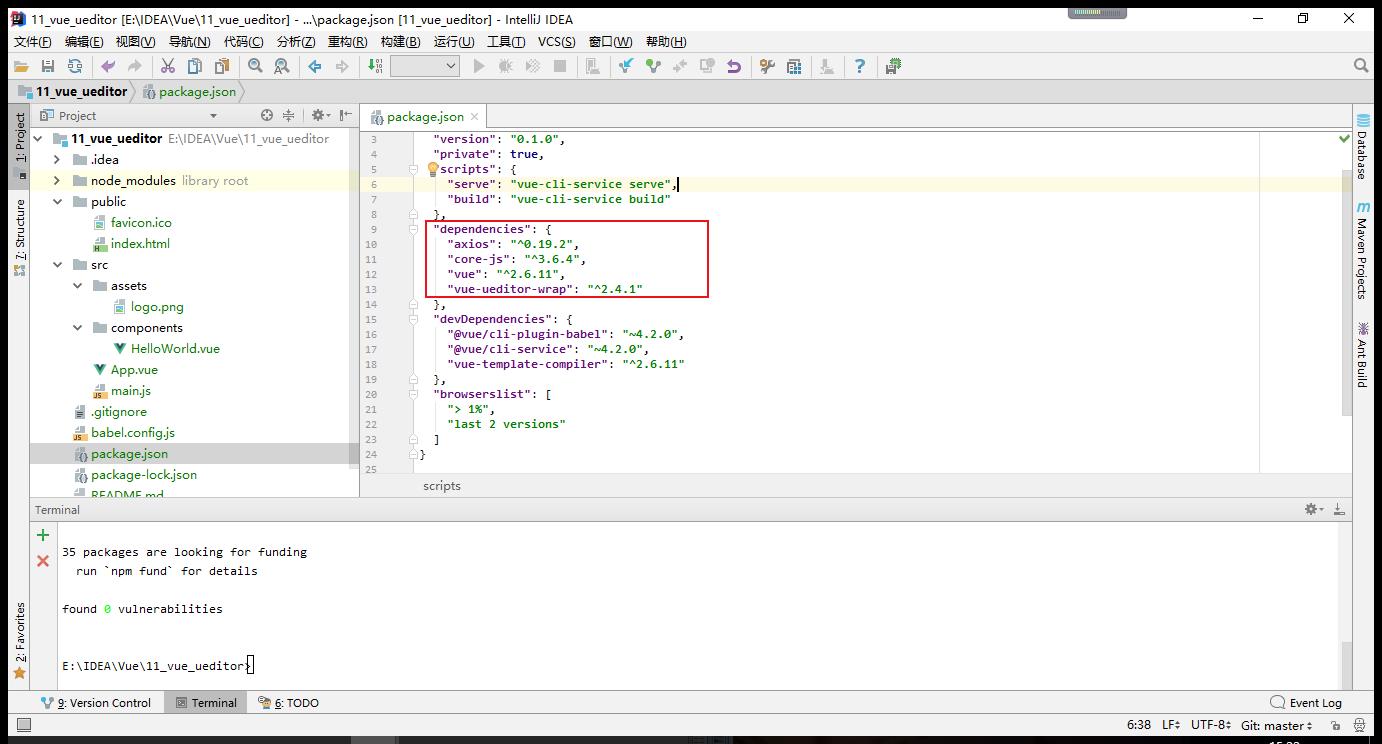 11_vue_ueditor [E:\IDEA\Vue\11_vue_ueditor] - ...\package.json [11_vue_ueditor] - IntelliJ IDEA
文件(F) 编辑(E) 视图(V) 导航(N) 代码(C) 分析(Z) 重构(R) 构建(B) 运行(U) 工具(T) VCS(S) 窗口(W) 帮助(H)
11_vue_ueditor package.json
1: Project
7: Structure
2: Favorites
Project
11_vue_ueditor E:\IDEA\Vue\11_vue_ueditor
.idea
node_modules library root
public
favicon.ico
index.html
src
assets
logo.png
components
HelloWorld.vue
App.vue
main.js
.gitignore
babel.config.js
package.json
package-lock.json
README.md
package.json
3 "version": "0.1.0",
4 "private": true,
5 scripts": {
6 "serve": "vue-cli-service serve",
7 "build": "vue-cli-service build"
8 },
9 "dependencies": {
10 "axios": "^0.19.2",
11 "core-js": "^3.6.4",
12 "vue": "^2.6.11",
13 "vue-ueditor-wrap": "^2.4.1"
14 },
15 "devDependencies": {
16 "@vue/cli-plugin-babel": "~4.2.0",
17 "@vue/cli-service": "~4.2.0",
18 "vue-template-compiler": "^2.6.11"
19 },
20 "browserslist": [
21 "> 1%",
22 "last 2 versions"
23 ]
24 }
25
scripts
Database
Maven Projects
Ant Build
Terminal
35 packages are looking for funding
run `npm fund` for details
found 0 vulnerabilities
E:\IDEA\Vue\11_vue_ueditor>
9: Version Control Terminal 6: TODO Event Log
6:38 LF UTF-8 Git: master